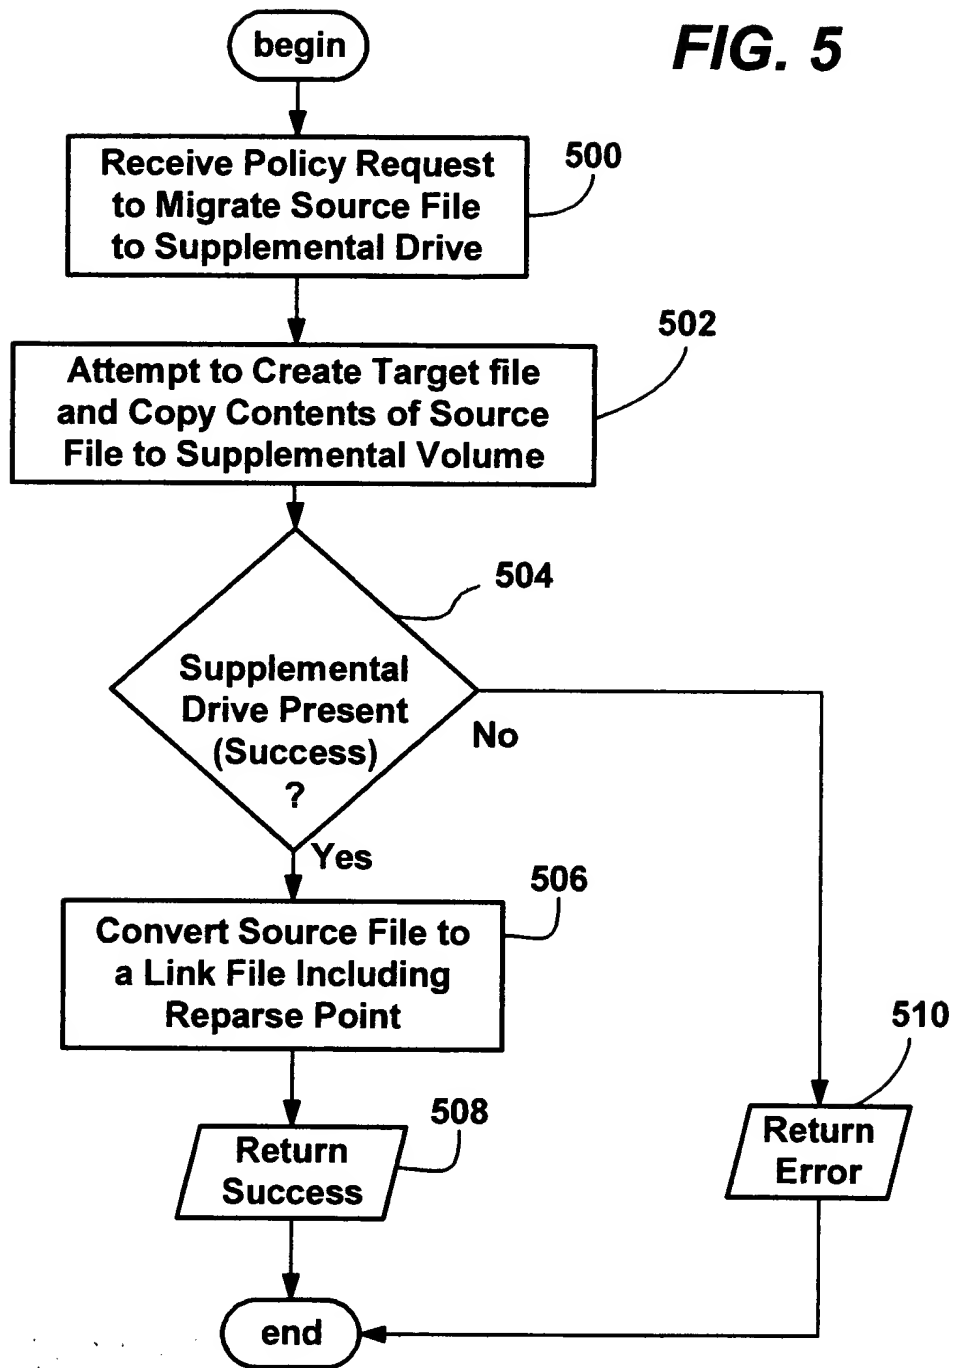 begin
FIG. 5
Receive Policy Request
to Migrate Source File
to Supplemental Drive
500
502
Attempt to Create Target file
and Copy Contents of Source
File to Supplemental Volume
504
Supplemental
Drive Present
(Success)
?
No
Yes
506
Convert Source File to
a Link File Including
Reparse Point
510
508
Return
Success
Return
Error
end